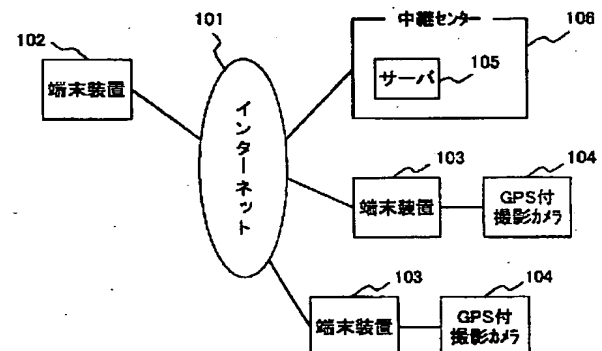 101
102
端末装置
インターネット
中継センター
106
サーバ
105
103
端末装置
104
GPS付
撮影カメラ
103
端末装置
104
GPS付
撮影カメラ